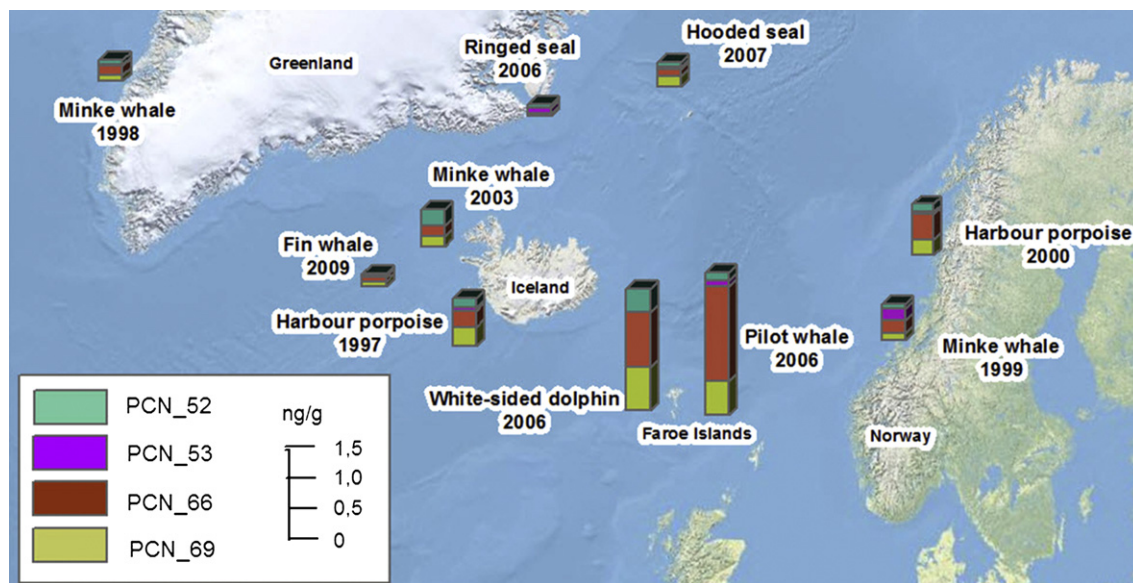 Greenland
Minke whale
1998
Ringed seal
2006
Hooded seal
2007
Minke whale
2003
Fin whale
2009
Iceland
Harbour porpoise
1997
Harbour porpoise
2000
Pilot whale
2006
Minke whale
1999
White-sided dolphin
2006
Faroe Islands
Norway
PCN_52
PCN_53
PCN_66
PCN_69
ng/g
1,5
1,0
0,5
0